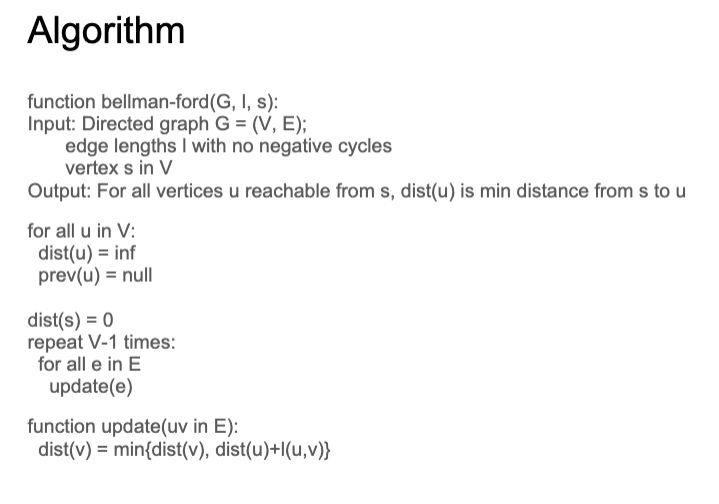 Algorithm
function bellman-ford(G, l, s):
Input: Directed graph G = (V, E);
edge lengths l with no negative cycles
vertex s in V
Output: For all vertices u reachable from s, dist(u) is min distance from s to u
for all u in V:
dist(u) = inf
prev(u) = null
dist(s) = 0
repeat V-1 times:
for all e in E
update(e)
function update(uv in E):
dist(v) = min{dist(v), dist(u)+l(u,v)}